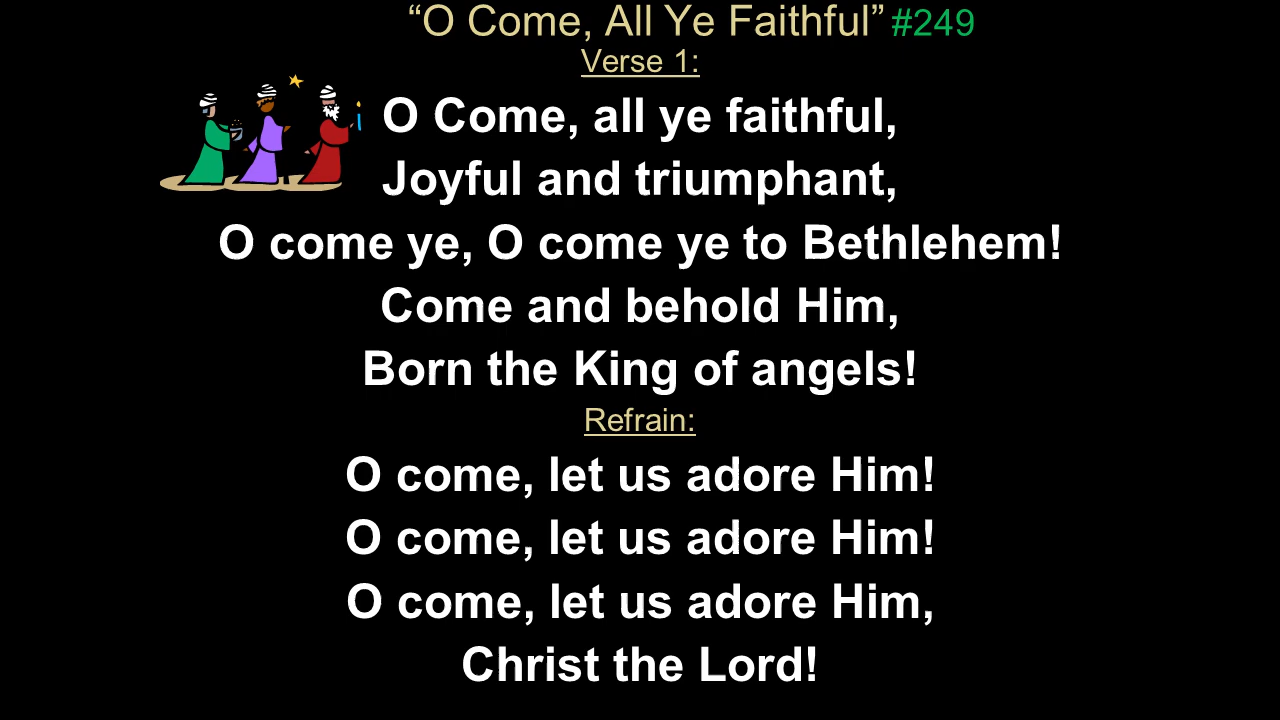 “O Come, All Ye Faithful” #249
Verse 1:
O Come, all ye faithful,
Joyful and triumphant,
O come ye, O come ye to Bethlehem!
Come and behold Him,
Born the King of angels!
Refrain:
O come, let us adore Him!
O come, let us adore Him!
O come, let us adore Him,
Christ the Lord!